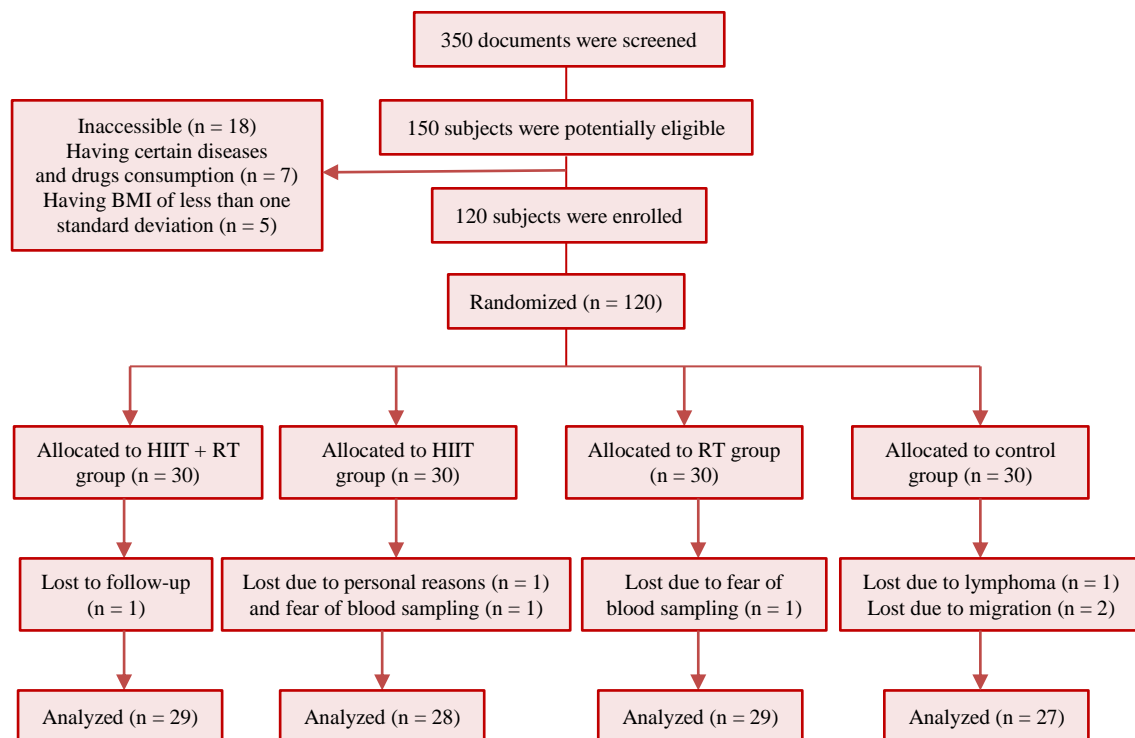 350 documents were screened
150 subjects were potentially eligible
Inaccessible (n = 18)
Having certain diseases
and drugs consumption (n = 7)
Having BMI of less than one
standard deviation (n = 5)
120 subjects were enrolled
Randomized (n = 120)
Allocated to HIIT + RT
group (n = 30)
Allocated to HIIT
group (n = 30)
Allocated to RT group
(n = 30)
Allocated to control
group (n = 30)
Lost to follow-up
(n = 1)
Lost due to personal reasons (n = 1)
and fear of blood sampling (n = 1)
Lost due to fear of
blood sampling (n = 1)
Lost due to lymphoma (n = 1)
Lost due to migration (n = 2)
Analyzed (n = 29)
Analyzed (n = 28)
Analyzed (n = 29)
Analyzed (n = 27)